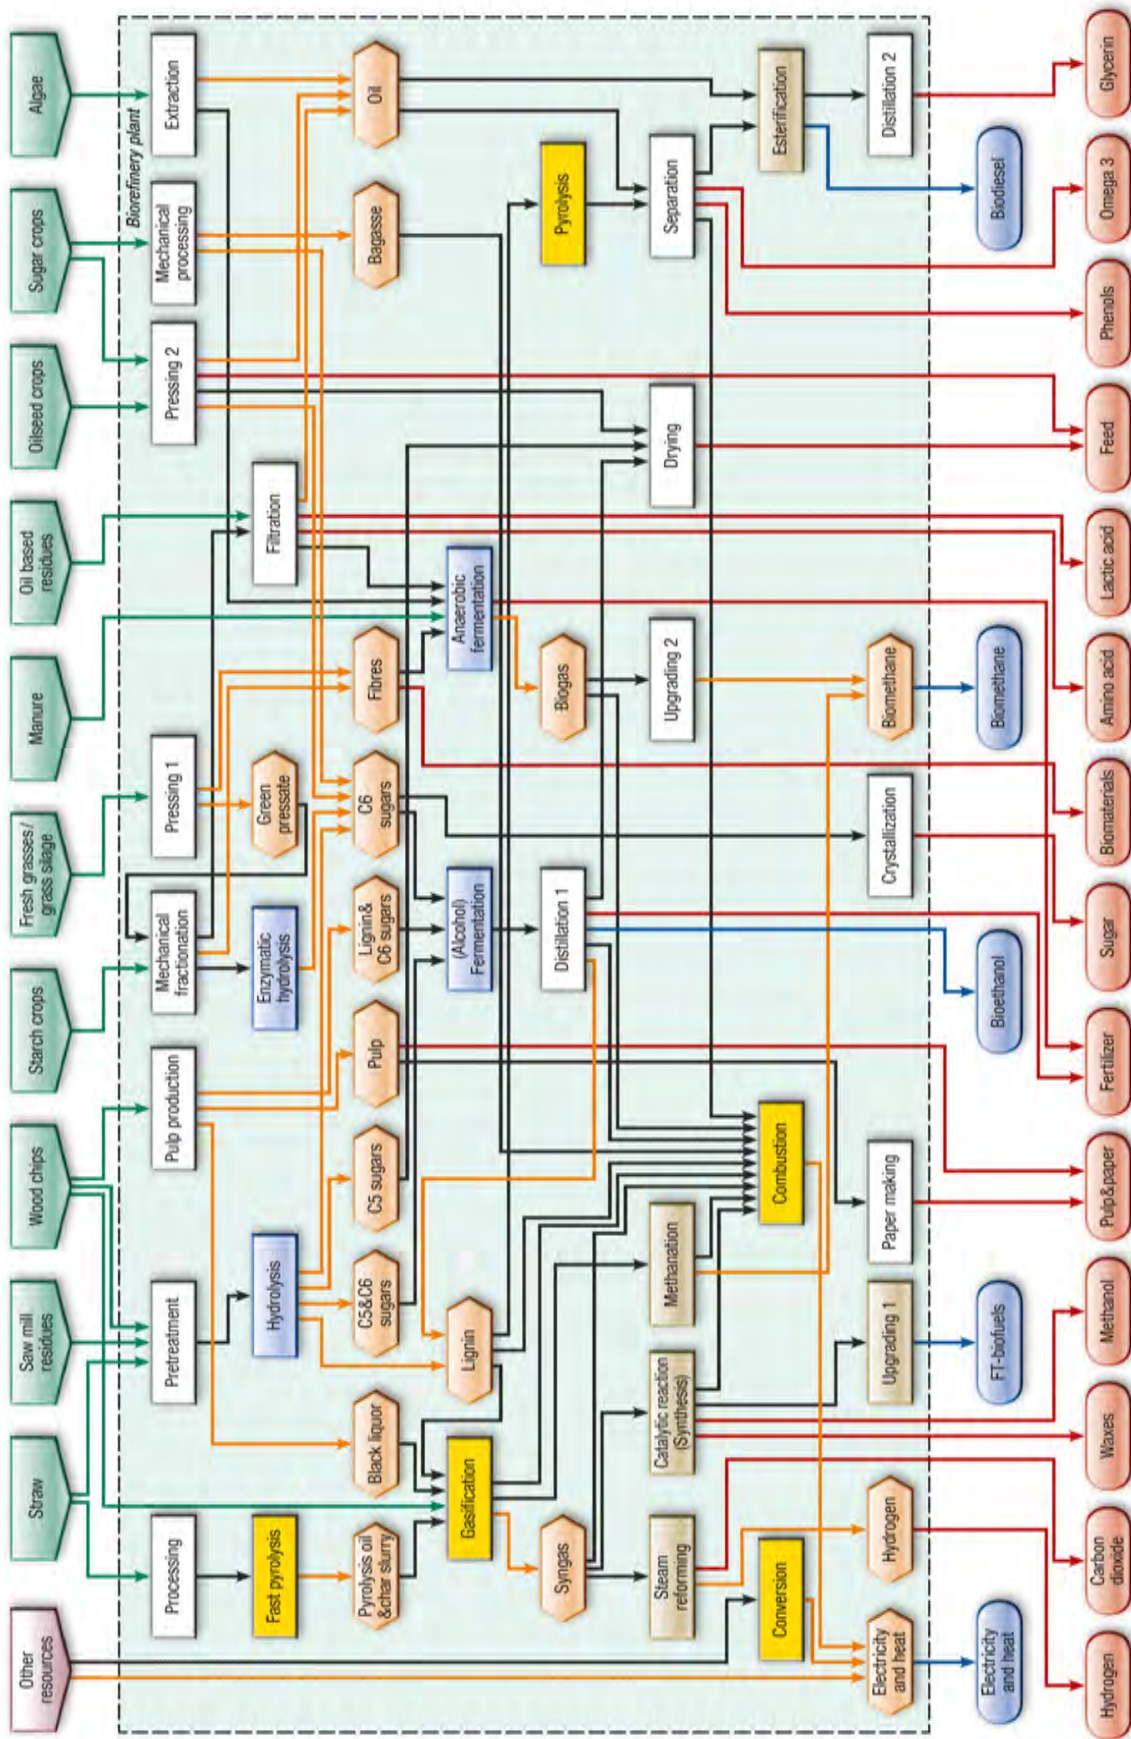 Other
resources
Straw
Saw mill
residues
Wood chips
Starch crops
Fresh grasses/
grass silage
Manure
Oil based
residues
Oilseed crops
Sugar crops
Algae
Biorefinery plant
Processing
Pretreatment
Pulp production
Mechanical
fractionation
Pressing 1
Pressing 2
Mechanical
processing
Extraction
Fast pyrolysis
Hydrolysis
Enzymatic
hydrolysis
Green
pressate
Filtration
Pyrolysis oil
&char slurry
Black liquor
C5&C6
sugars
C5 sugars
Pulp
Lignin&
C6 sugars
C6
sugars
Fibres
Bagasse
Oil
Gasification
Lignin
(Alcohol)
Fermentation
Anaerobic
fermentation
Syngas
Distillation 1
Biogas
Pyrolysis
Steam
reforming
Catalytic reaction
(Synthesis)
Methanation
Upgrading 2
Drying
Separation
Conversion
Combustion
Esterification
Electricity
and heat
Hydrogen
Upgrading 1
Paper making
Crystallization
Biomethane
Distillation 2
Electricity
and heat
FT-biofuels
Bioethanol
Biomethane
Biodiesel
Hydrogen
Carbon
dioxide
Waxes
Methanol
Pulp&paper
Fertilizer
Sugar
Biomaterials
Amino acid
Lactic acid
Feed
Phenols
Omega 3
Glycerin